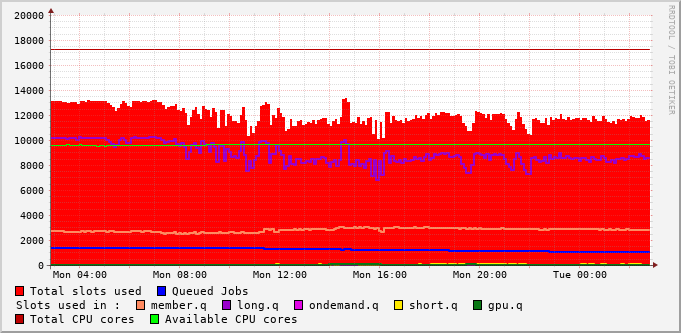 20000
18000
16000
14000
12000
10000
8000
6000
4000
2000
0
Mon 04:00 Mon 08:00 Mon 12:00 Mon 16:00 Mon 20:00 Tue 00:00
RRDTOOL / TOBI OETIKER
Total slots used Queued Jobs
Slots used in : member.q long.q ondemand.q short.q gpu.q
Total CPU cores Available CPU cores